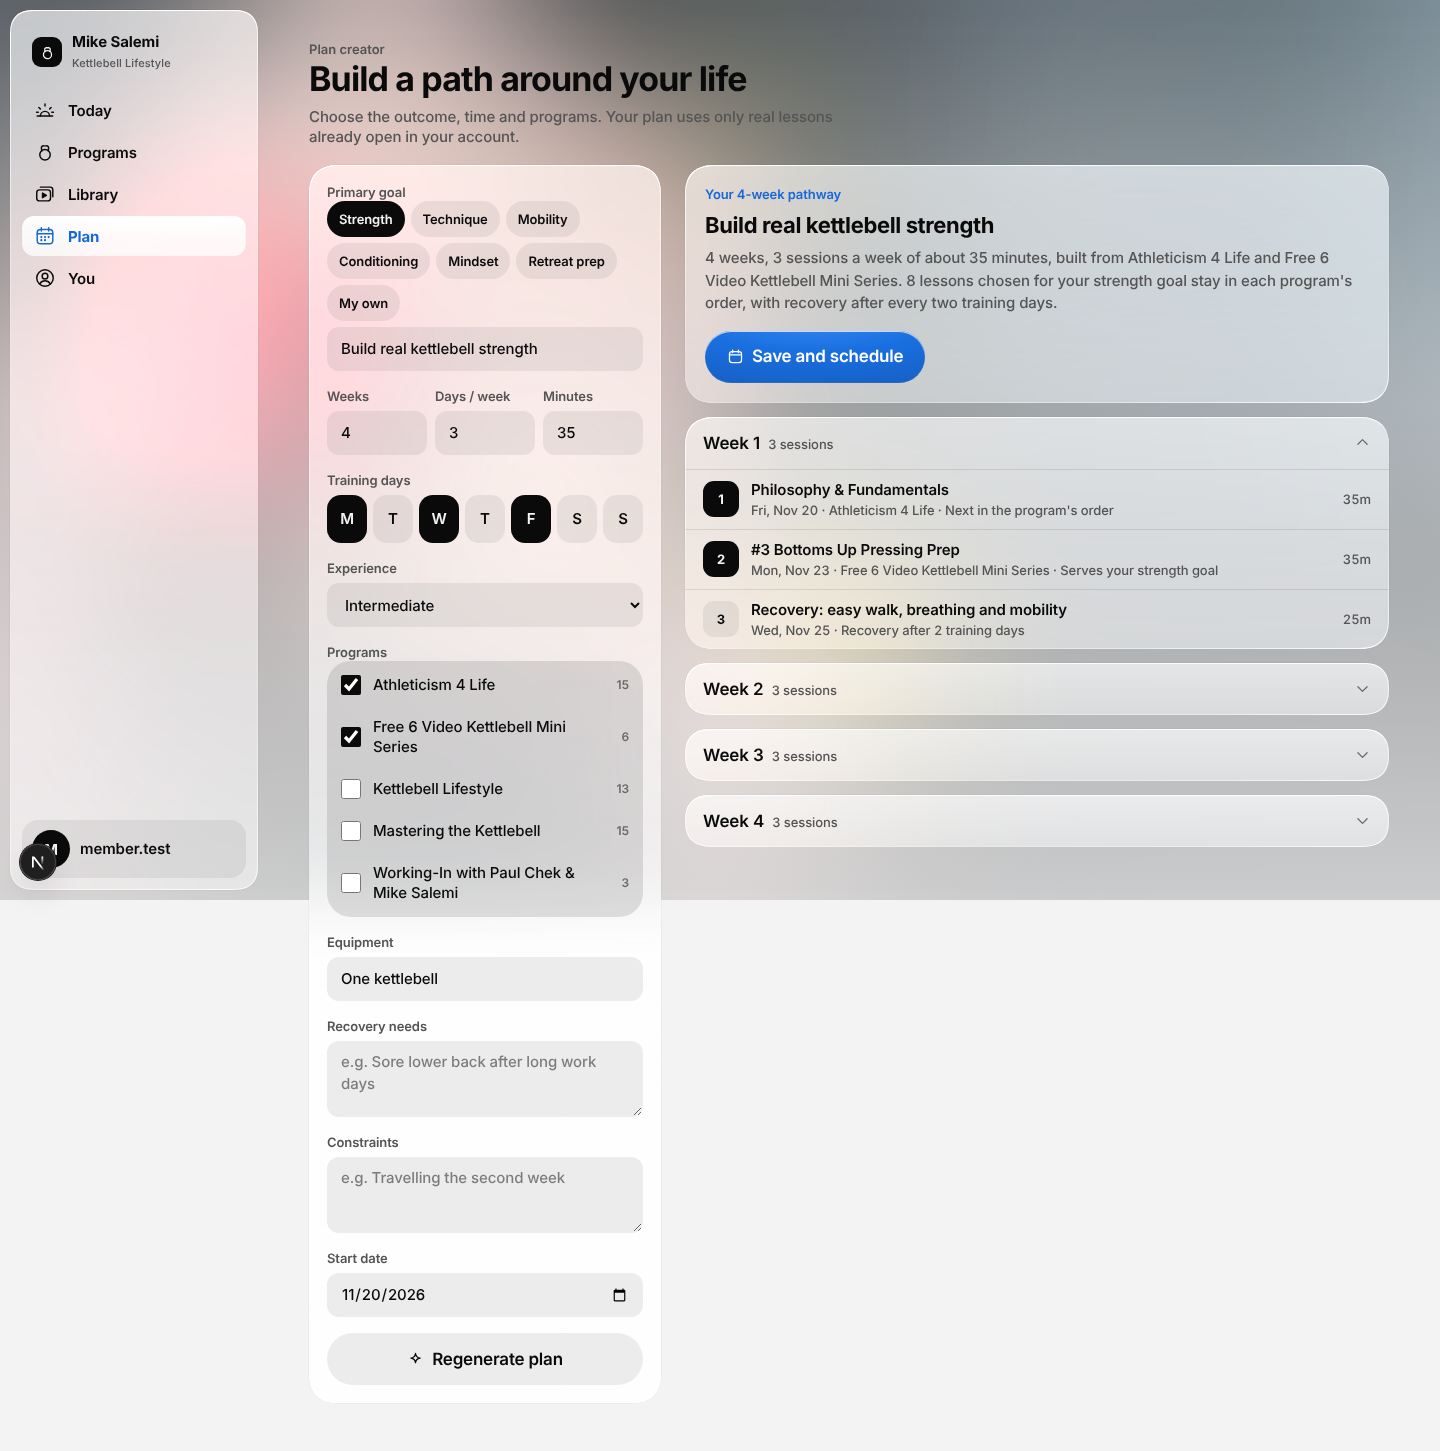 Mike Salemi
Kettlebell Lifestyle
Today
Programs
Library
Plan
You
M
N
member.test
Plan creator
Build a path around your life
Choose the outcome, time and programs. Your plan uses only real lessons
already open in your account.
Primary goal
Strength
Technique
Mobility
Conditioning
Mindset
Retreat prep
My own
Build real kettlebell strength
Weeks
Days / week
Minutes
4
3
35
Training days
M
T
W
T
F
S
S
Experience
Intermediate
Programs
Athleticism 4 Life
15
Free 6 Video Kettlebell Mini
Series
6
Kettlebell Lifestyle
13
Mastering the Kettlebell
15
Working-In with Paul Chek &
Mike Salemi
3
Equipment
One kettlebell
Recovery needs
e.g. Sore lower back after long work
days
Constraints
e.g. Travelling the second week
Start date
11/20/2026
Regenerate plan
Your 4-week pathway
Build real kettlebell strength
4 weeks, 3 sessions a week of about 35 minutes, built from Athleticism 4 Life and Free 6
Video Kettlebell Mini Series. 8 lessons chosen for your strength goal stay in each program's
order, with recovery after every two training days.
Save and schedule
Week 1 3 sessions
1
Philosophy & Fundamentals
Fri, Nov 20 · Athleticism 4 Life · Next in the program's order
35m
2
#3 Bottoms Up Pressing Prep
Mon, Nov 23 · Free 6 Video Kettlebell Mini Series · Serves your strength goal
35m
3
Recovery: easy walk, breathing and mobility
Wed, Nov 25 · Recovery after 2 training days
25m
Week 2 3 sessions
Week 3 3 sessions
Week 4 3 sessions